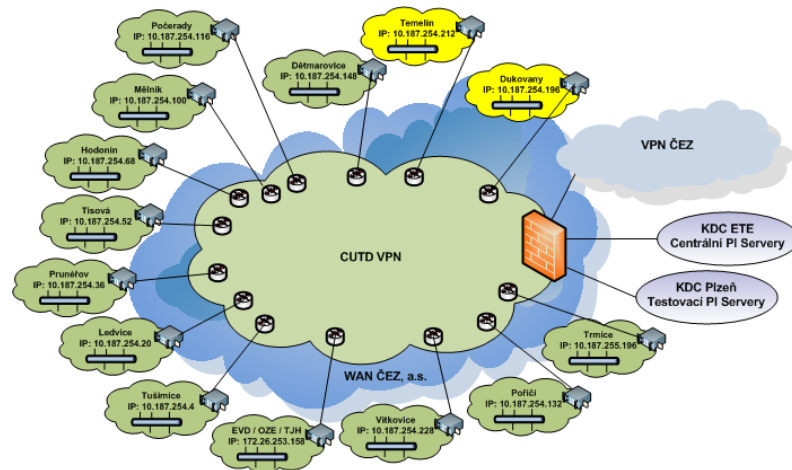 Počerady
IP: 10.187.254.116
Temelín
IP: 10.187.254.212
Dětmarovice
IP: 10.187.254.148
Dukovany
IP: 10.187.254.196
Mělník
IP: 10.187.254.100
Hodonín
IP: 10.187.254.68
VPN ČEZ
Tisová
IP: 10.187.254.52
KDC ETE
Centrální PI Servery
CUTD VPN
Prunéřov
IP: 10.187.254.36
KDC Plzeň
Testovací PI Servery
Ledvice
IP: 10.187.254.20
Trmice
IP: 10.187.255.196
WAN ČEZ, a.s.
Tušimice
IP: 10.187.254.4
Poříčí
IP: 10.187.254.132
EVD / OZE / TJH
IP: 172.26.253.158
Vítkovice
IP: 10.187.254.228